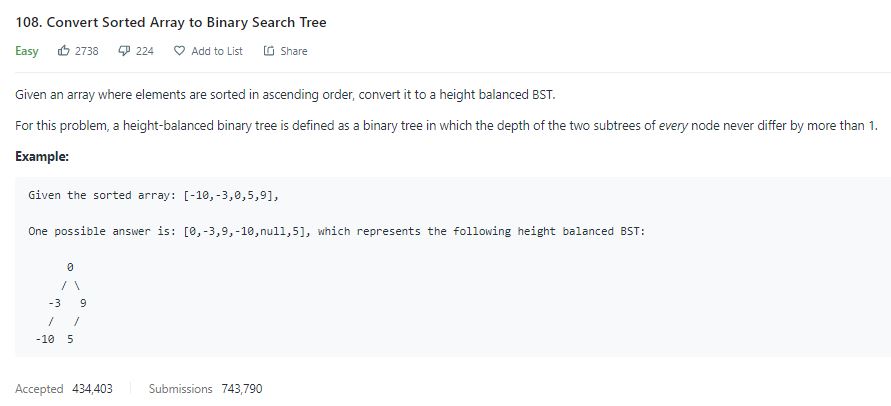 108. Convert Sorted Array to Binary Search Tree
Easy 2738 224 Add to List Share
Given an array where elements are sorted in ascending order, convert it to a height balanced BST.
For this problem, a height-balanced binary tree is defined as a binary tree in which the depth of the two subtrees of every node never differ by more than 1.
Example:
Given the sorted array: [-10,-3,0,5,9],
One possible answer is: [0,-3,9,-10,null,5], which represents the following height balanced BST:
0
/ \
-3 9
/ /
-10 5
Accepted 434,403 Submissions 743,790